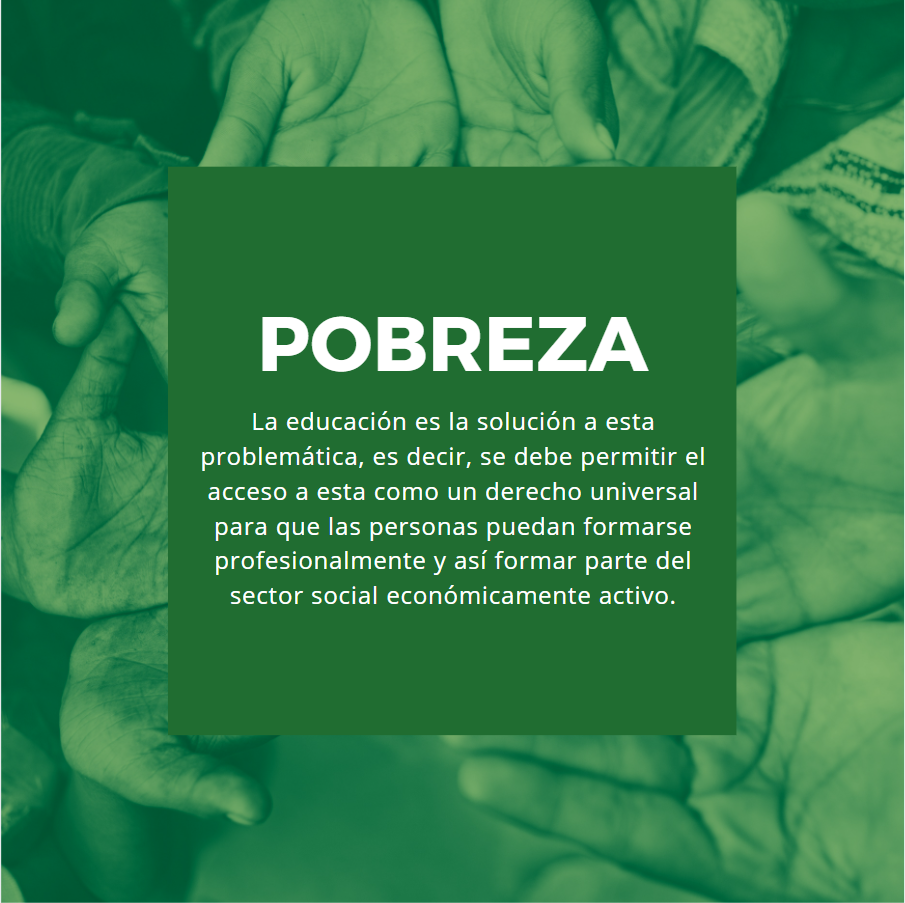 POBREZA
La educación es la solución a esta
problemática, es decir, se debe permitir el
acceso a esta como un derecho universal
para que las personas puedan formarse
profesionalmente y así formar parte del
sector social económicamente activo.